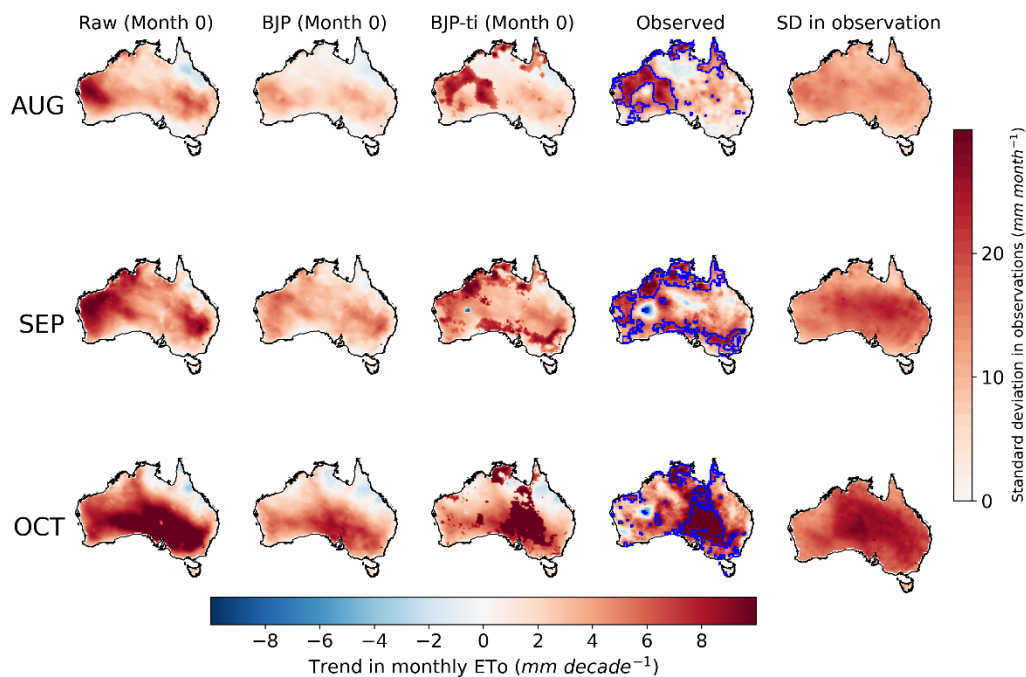 Raw (Month 0) BJP (Month 0) BJP-ti (Month 0) Observed SD in observation
AUG
SEP
OCT
20
10
0
Standard deviation in observations (mm month⁻¹)
−8 −6 −4 −2 0 2 4 6 8
Trend in monthly ETo (mm decade⁻¹)